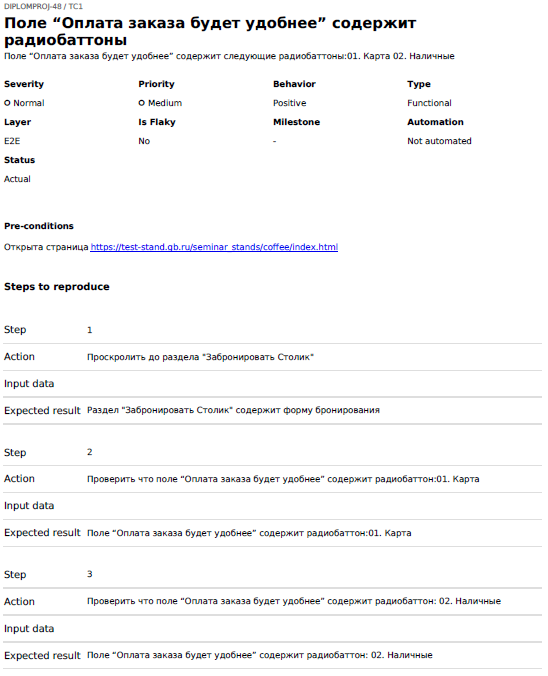 DIPLOMPROJ-48 / TC1
Поле “Оплата заказа будет удобнее” содержит
радиобаттоны
Поле “Оплата заказа будет удобнее” содержит следующие радиобаттоны:01. Карта 02. Наличные
Severity Priority Behavior Type
Normal Medium Positive Functional
Layer Is Flaky Milestone Automation
E2E No - Not automated
Status
Actual
Pre-conditions
Открыта страница https://test-stand.gb.ru/seminar_stands/coffee/index.html
Steps to reproduce
Step 1
Action Проскролить до раздела "Забронировать Столик"
Input data
Expected result Раздел "Забронировать Столик" содержит форму бронирования
Step 2
Action Проверить что поле “Оплата заказа будет удобнее” содержит радиобаттон:01. Карта
Input data
Expected result Поле “Оплата заказа будет удобнее” содержит радиобаттон:01. Карта
Step 3
Action Проверить что поле “Оплата заказа будет удобнее” содержит радиобаттон: 02. Наличные
Input data
Expected result Поле “Оплата заказа будет удобнее” содержит радиобаттон: 02. Наличные